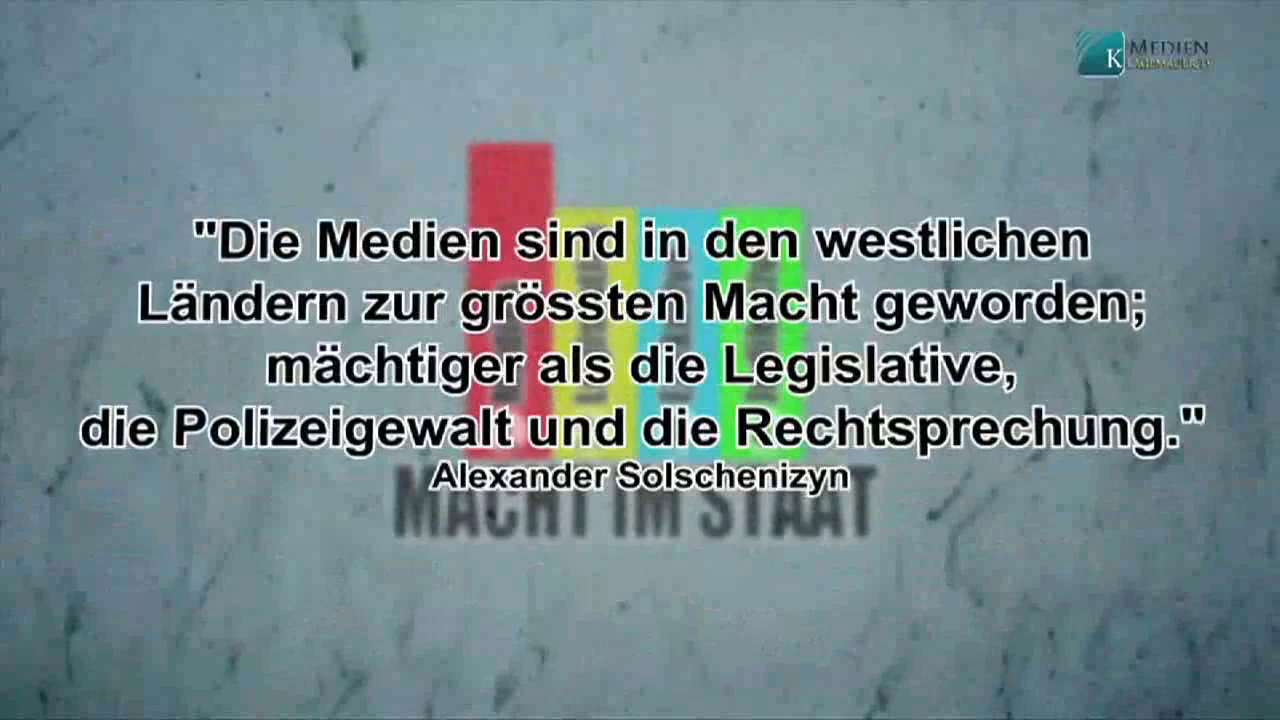 MEDIEN
"Die Medien sind in den westlichen
Ländern zur grössten Macht geworden;
mächtiger als die Legislative,
die Polizeigewalt und die Rechtsprechung."
Alexander Solschenizyn
MACHT IM STAAT